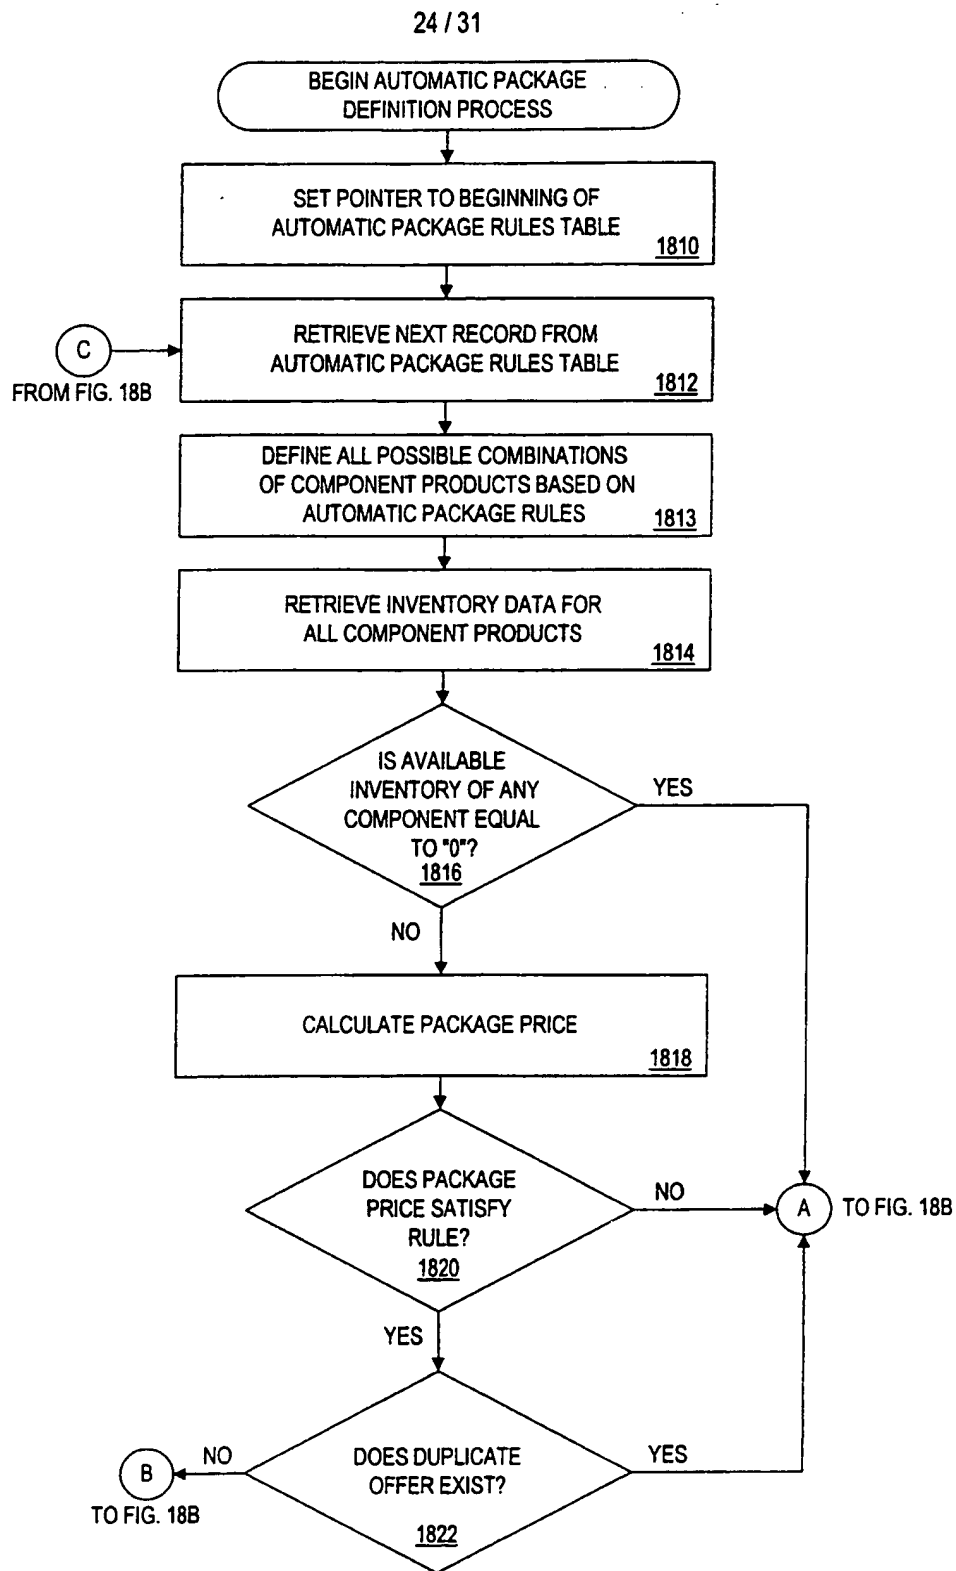 24 / 31
BEGIN AUTOMATIC PACKAGE
DEFINITION PROCESS
SET POINTER TO BEGINNING OF
AUTOMATIC PACKAGE RULES TABLE
1810
C
FROM FIG. 18B
RETRIEVE NEXT RECORD FROM
AUTOMATIC PACKAGE RULES TABLE
1812
DEFINE ALL POSSIBLE COMBINATIONS
OF COMPONENT PRODUCTS BASED ON
AUTOMATIC PACKAGE RULES
1813
RETRIEVE INVENTORY DATA FOR
ALL COMPONENT PRODUCTS
1814
IS AVAILABLE
INVENTORY OF ANY
COMPONENT EQUAL
TO "0"?
1816
YES
NO
CALCULATE PACKAGE PRICE
1818
DOES PACKAGE
PRICE SATISFY
RULE?
1820
NO
A
TO FIG. 18B
YES
DOES DUPLICATE
OFFER EXIST?
1822
YES
NO
B
TO FIG. 18B